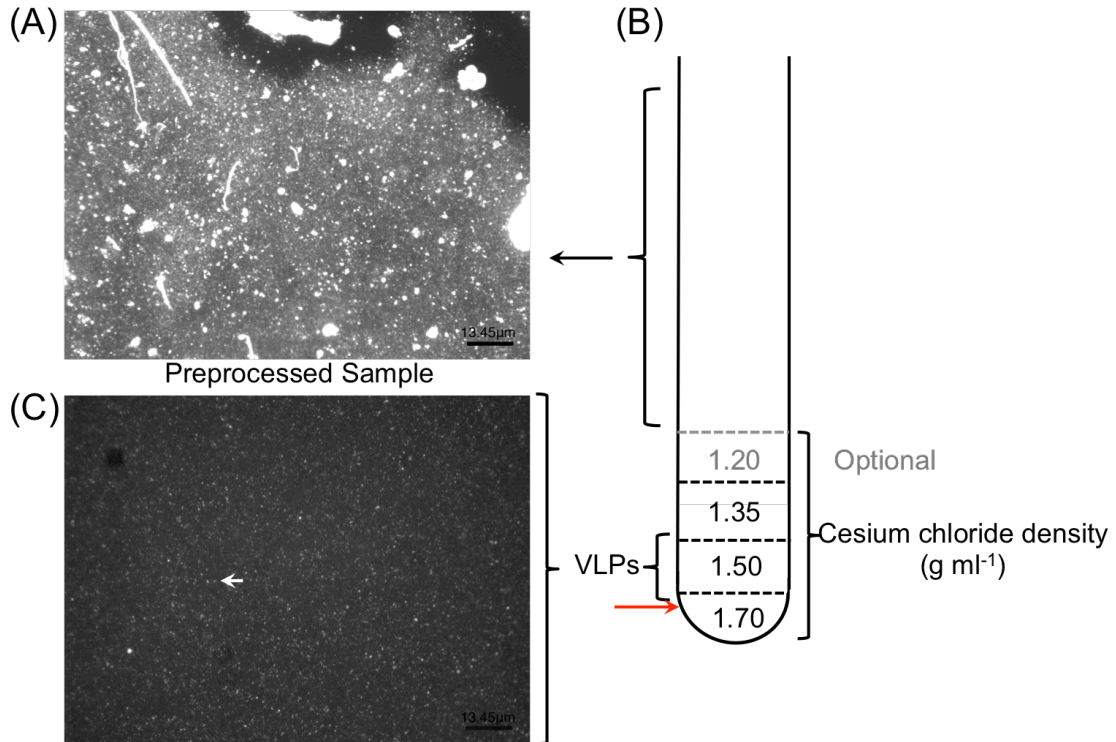 (A)
(B)
13.45µm
Preprocessed Sample
(C)
1.20
Optional
1.35
Cesium chloride density
(g ml-1)
VLPs
1.50
1.70
13.45µm